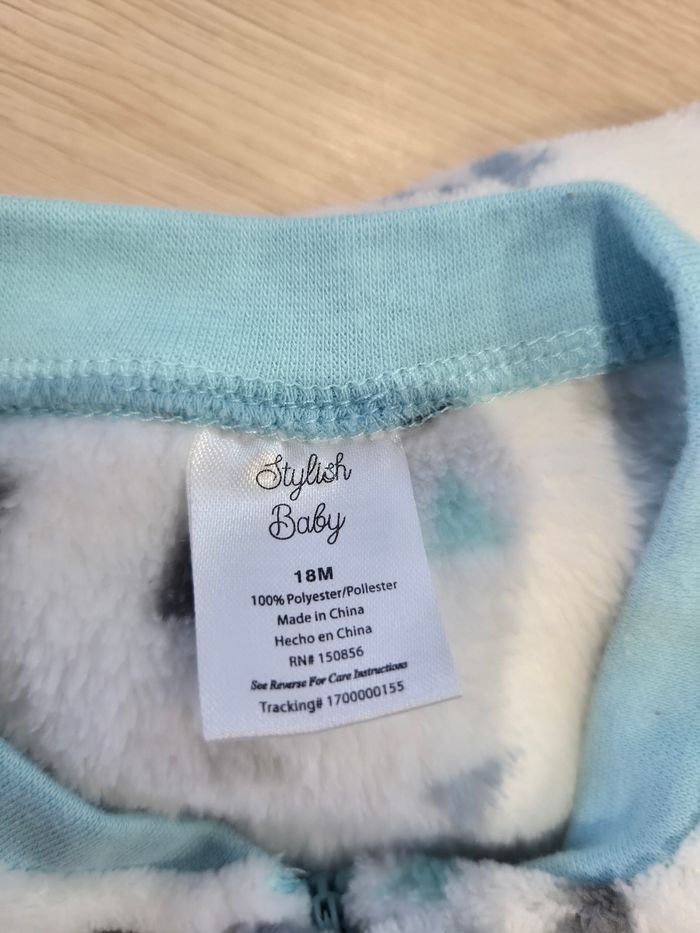 Stylish
Baby
18M
100% Polyester/Pollester
Made in China
Hecho en China
RN# 150856
See Reverse For Care Instructions
Tracking# 1700000155